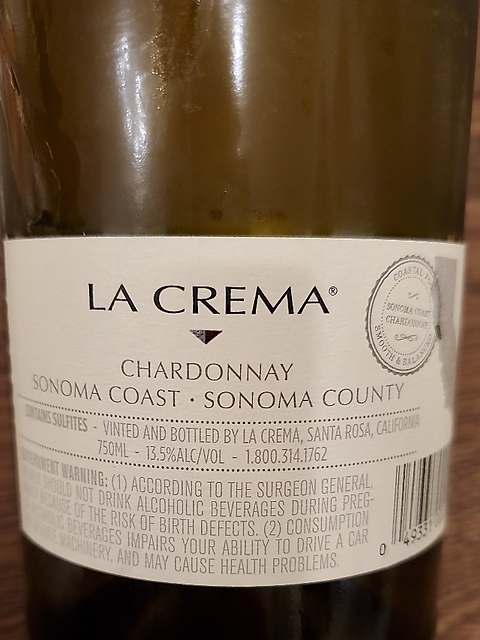 LA CREMA®
COASTAL
SONOMA COAST
CHARDONNAY
SMOOTH &
CHARDONNAY
SONOMA COAST · SONOMA COUNTY
CONTAINS SULFITES - VINTED AND BOTTLED BY LA CREMA, SANTA ROSA, CALIFORNIA
750ML - 13.5%ALC/VOL - 1.800.314.1762
WARNING: (1) ACCORDING TO THE SURGEON GENERAL,
SHOULD NOT DRINK ALCOHOLIC BEVERAGES DURING PREG-
BECAUSE OF THE RISK OF BIRTH DEFECTS. (2) CONSUMPTION
BEVERAGES IMPAIRS YOUR ABILITY TO DRIVE A CAR
MACHINERY, AND MAY CAUSE HEALTH PROBLEMS.
0